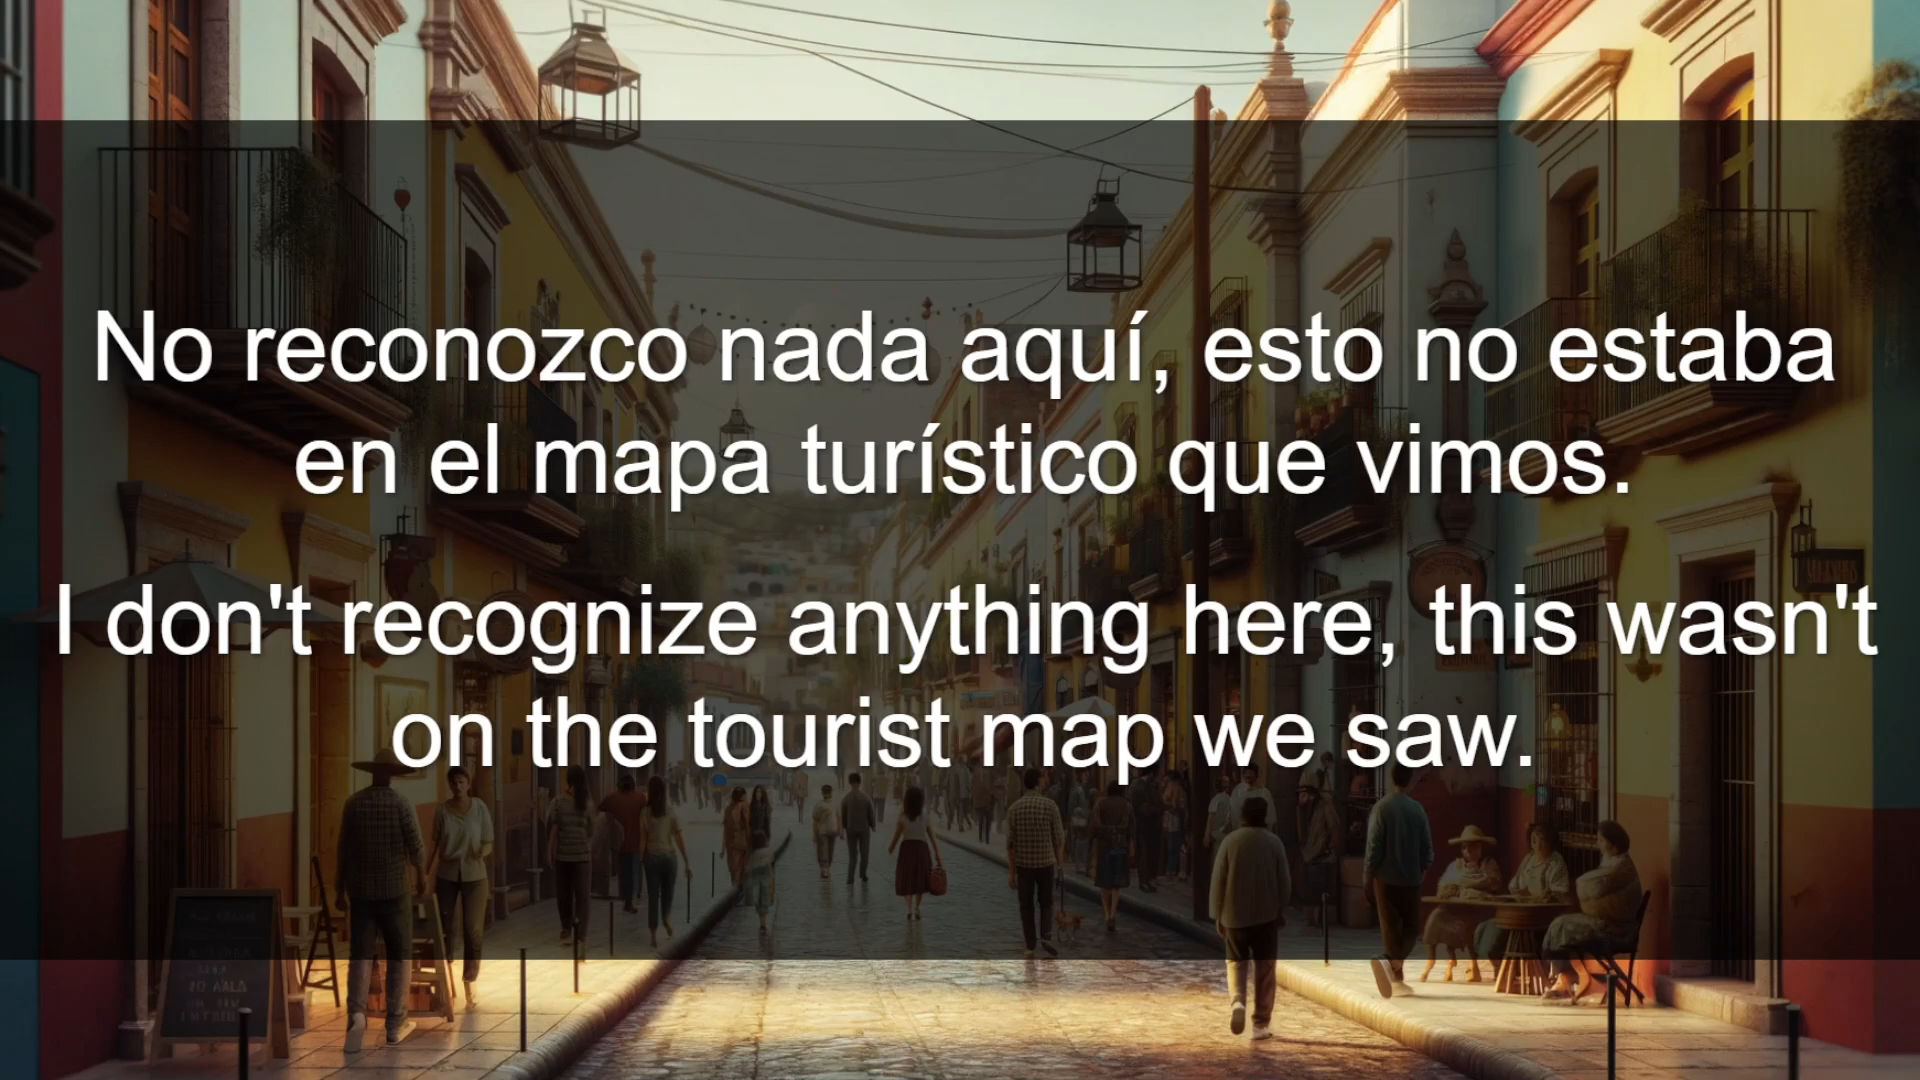 No reconozco nada aquí, esto no estaba
en el mapa turístico que vimos.
I don't recognize anything here, this wasn't
on the tourist map we saw.